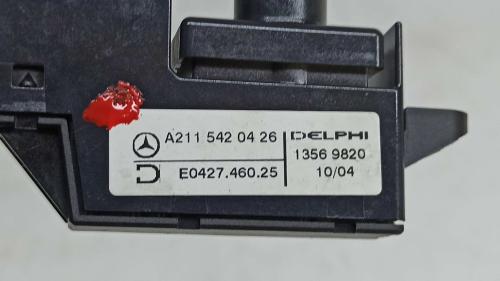 A211 542 04 26
DELPHI
D E0427.460.25
1356 9820
10/04